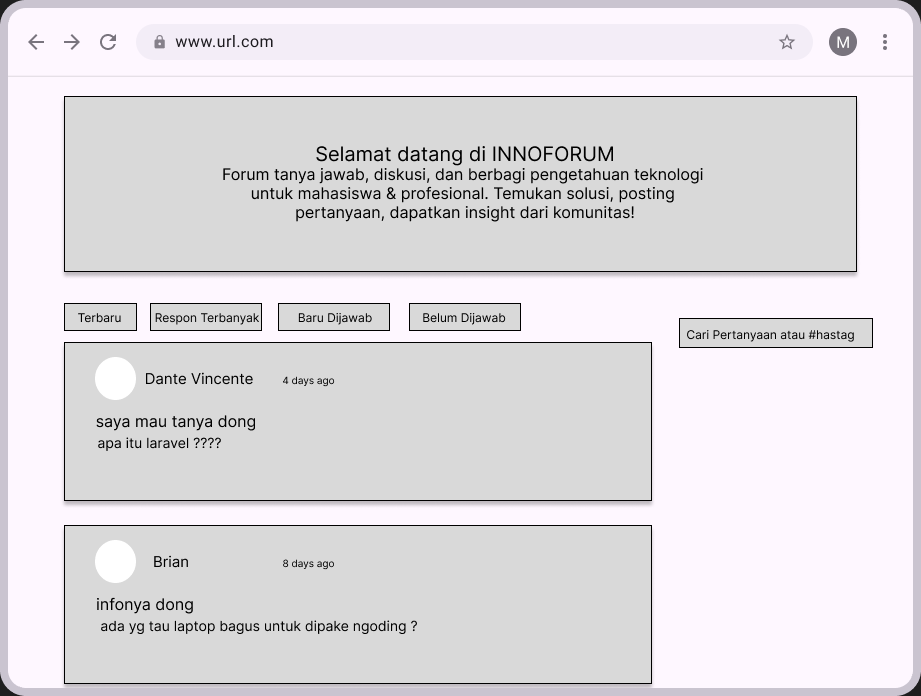 www.url.com
M
Selamat datang di INNOFORUM
Forum tanya jawab, diskusi, dan berbagi pengetahuan teknologi
untuk mahasiswa & profesional. Temukan solusi, posting
pertanyaan, dapatkan insight dari komunitas!
Terbaru
Respon Terbanyak
Baru Dijawab
Belum Dijawab
Cari Pertanyaan atau #hastag
Dante Vincente
4 days ago
saya mau tanya dong
apa itu laravel ????
Brian
8 days ago
infonya dong
ada yg tau laptop bagus untuk dipake ngoding ?